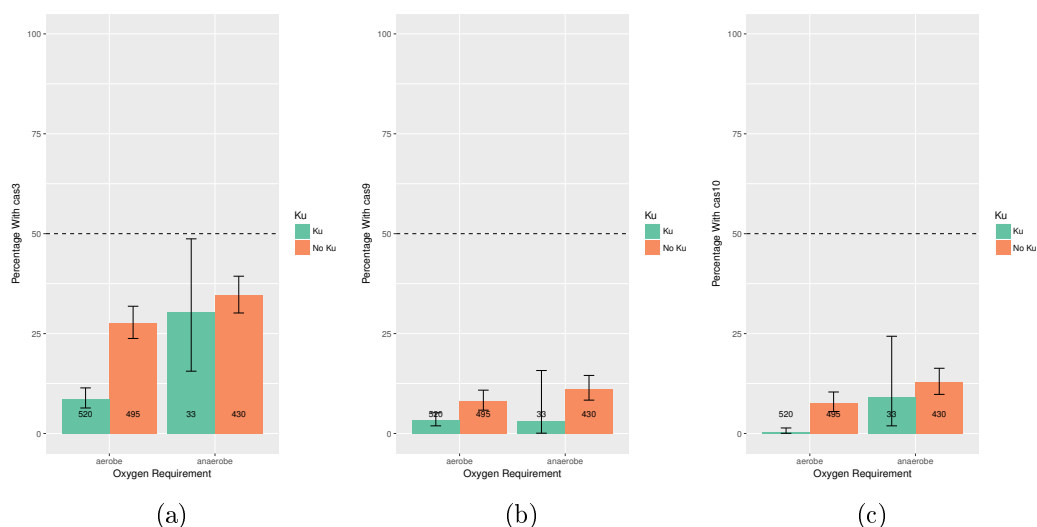 100
75
50
25
0
Percentage With cas3
520
495
33
430
aerobe
anaerobe
Oxygen Requirement
Ku
Ku
No Ku
(a)
100
75
50
25
0
Percentage With cas9
520
495
33
430
aerobe
anaerobe
Oxygen Requirement
Ku
Ku
No Ku
(b)
100
75
50
25
0
Percentage With cas10
520
495
33
430
aerobe
anaerobe
Oxygen Requirement
Ku
Ku
No Ku
(c)